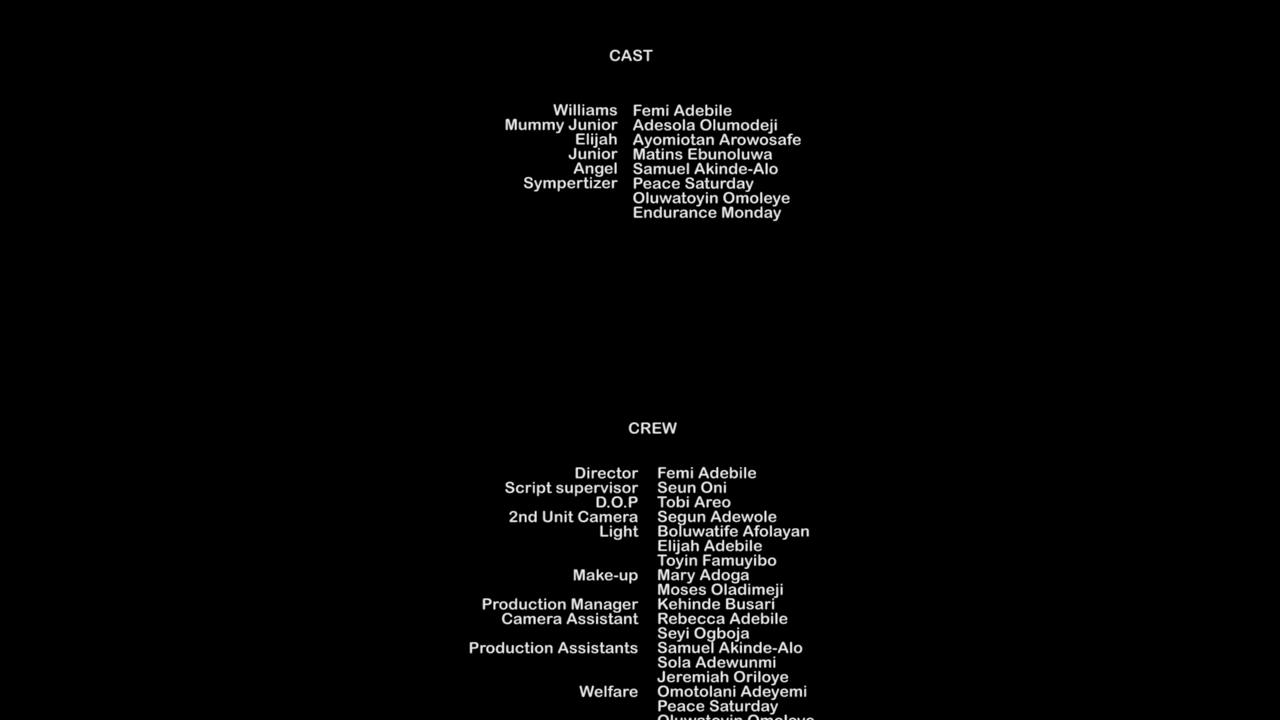 CAST
Williams Femi Adebile
Mummy Junior Adesola Olumodeji
Elijah Ayomiotan Arowosafe
Junior Matins Ebunoluwa
Angel Samuel Akinde-Alo
Sympertizer Peace Saturday
Oluwatoyin Omoleye
Endurance Monday
CREW
Director Femi Adebile
Script supervisor Seun Oni
D.O.P Tobi Areo
2nd Unit Camera Segun Adewole
Light Boluwatife Afolayan
Elijah Adebile
Toyin Famuyibo
Make-up Mary Adoga
Moses Oladimeji
Production Manager Kehinde Busari
Camera Assistant Rebecca Adebile
Seyi Ogboja
Production Assistants Samuel Akinde-Alo
Sola Adewunmi
Jeremiah Oriloye
Welfare Omotolani Adeyemi
Peace Saturday
Oluwatoyin Omoleye